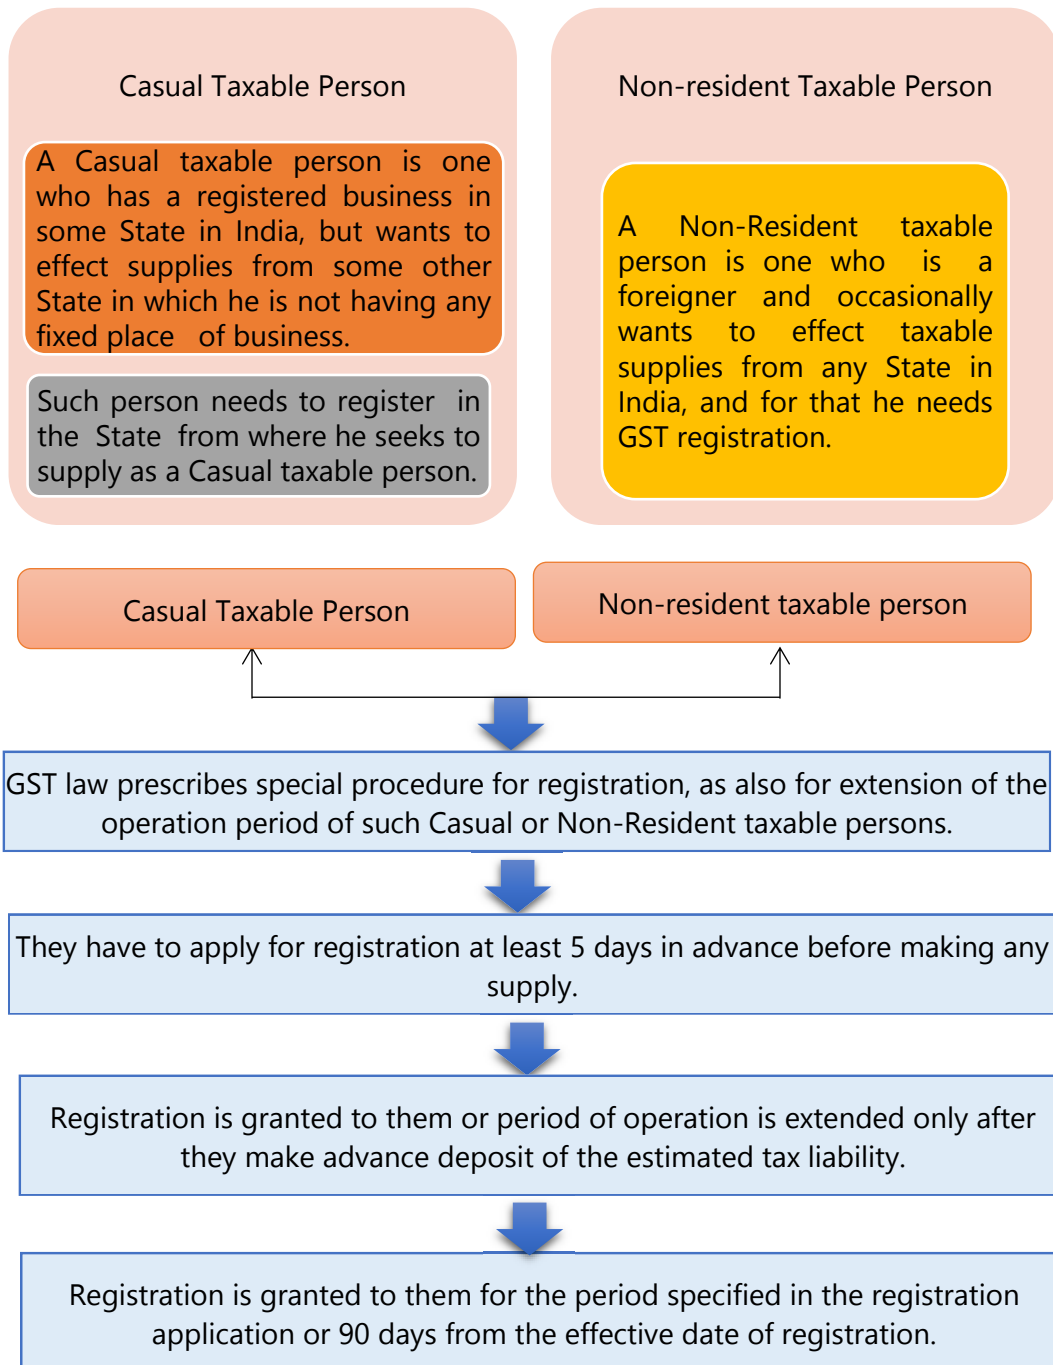 Casual Taxable Person
A Casual taxable person is one
who has a registered business in
some State in India, but wants to
effect supplies from some other
State in which he is not having any
fixed place of business.
Such person needs to register in
the State from where he seeks to
supply as a Casual taxable person.
Non-resident Taxable Person
A Non-Resident taxable
person is one who is a
foreigner and occasionally
wants to effect taxable
supplies from any State in
India, and for that he needs
GST registration.
Casual Taxable Person
Non-resident taxable person
GST law prescribes special procedure for registration, as also for extension of the
operation period of such Casual or Non-Resident taxable persons.
They have to apply for registration at least 5 days in advance before making any
supply.
Registration is granted to them or period of operation is extended only after
they make advance deposit of the estimated tax liability.
Registration is granted to them for the period specified in the registration
application or 90 days from the effective date of registration.